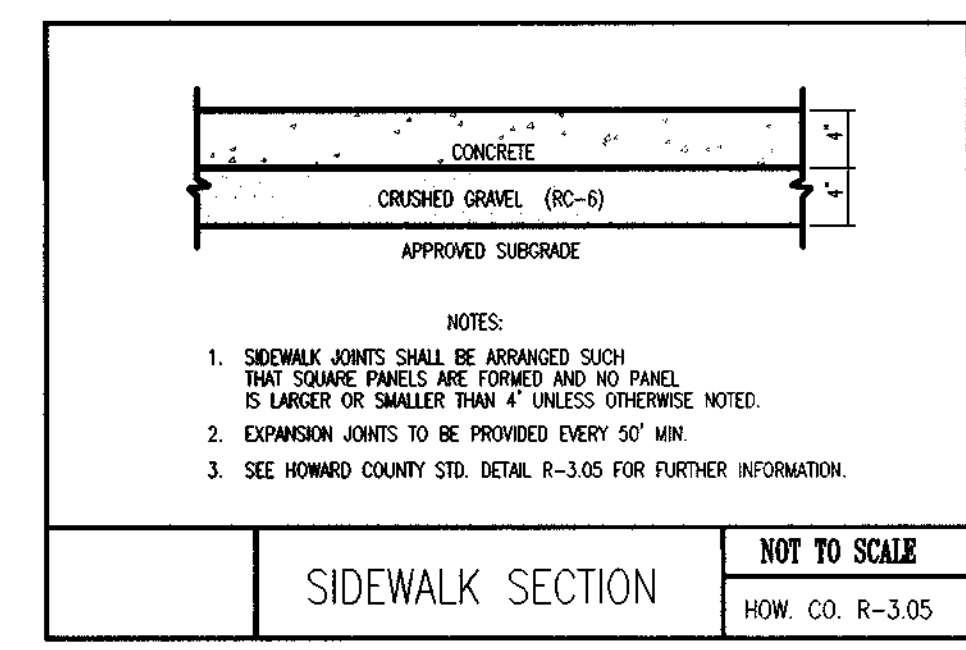 CONCRETE
4"
CRUSHED GRAVEL (RC-6)
4"
APPROVED SUBGRADE
NOTES:
1. SIDEWALK JOINTS SHALL BE ARRANGED SUCH
THAT SQUARE PANELS ARE FORMED AND NO PANEL
IS LARGER OR SMALLER THAN 4' UNLESS OTHERWISE NOTED.
2. EXPANSION JOINTS TO BE PROVIDED EVERY 50' MIN.
3. SEE HOWARD COUNTY STD. DETAIL R-3.05 FOR FURTHER INFORMATION.
SIDEWALK SECTION
NOT TO SCALE
HOW. CO. R-3.05